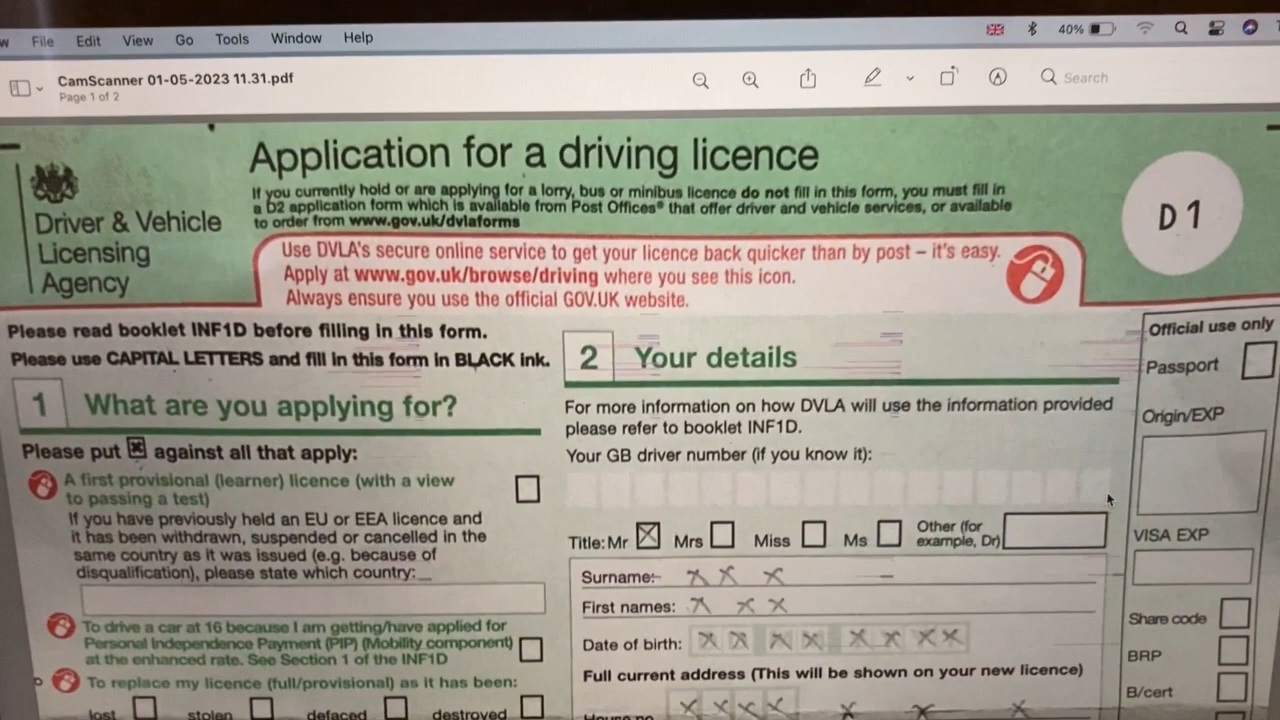 File Edit View Go Tools Window Help
40%
CamScanner 01-05-2023 11.31.pdf
Page 1 of 2
Search
Application for a driving licence
If you currently hold or are applying for a lorry, bus or minibus licence do not fill in this form, you must fill in
a D2 application form which is available from Post Offices® that offer driver and vehicle services, or available
to order from www.gov.uk/dvlaforms
Driver & Vehicle
Licensing
Agency
D1
Use DVLA's secure online service to get your licence back quicker than by post – it's easy.
Apply at www.gov.uk/browse/driving where you see this icon.
Always ensure you use the official GOV.UK website.
Please read booklet INF1D before filling in this form.
Please use CAPITAL LETTERS and fill in this form in BLACK ink.
1 What are you applying for?
Please put ☒ against all that apply:
A first provisional (learner) licence (with a view
to passing a test)
If you have previously held an EU or EEA licence and
it has been withdrawn, suspended or cancelled in the
same country as it was issued (e.g. because of
disqualification), please state which country:
To drive a car at 16 because I am getting/have applied for
Personal Independence Payment (PIP) (Mobility component)
at the enhanced rate. See Section 1 of the INF1D
To replace my licence (full/provisional) as it has been:
lost stolen defaced destroyed
2 Your details
For more information on how DVLA will use the information provided
please refer to booklet INF1D.
Your GB driver number (if you know it):
Title: Mr ☒ Mrs Miss Ms Other (for
example, Dr)
Surname: X X X
First names: X X X
Date of birth: X X X X X X X X
Full current address (This will be shown on your new licence)
House no X X X X X X X
Official use only
Passport
Origin/EXP
VISA EXP
Share code
BRP
B/cert